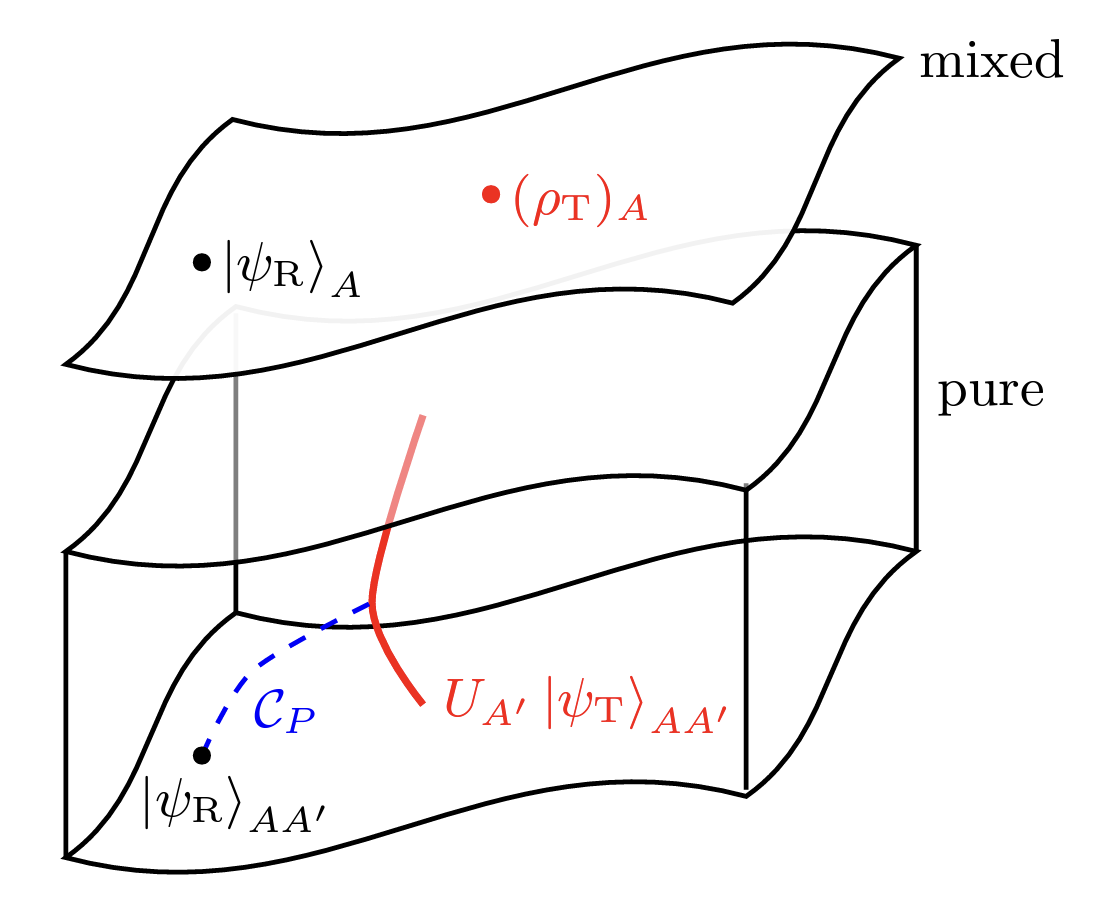 mixed
(ρ_T)_A
|ψ_R⟩_A
pure
𝒞_P
U_{A′} |ψ_T⟩_{AA′}
|ψ_R⟩_{AA′}